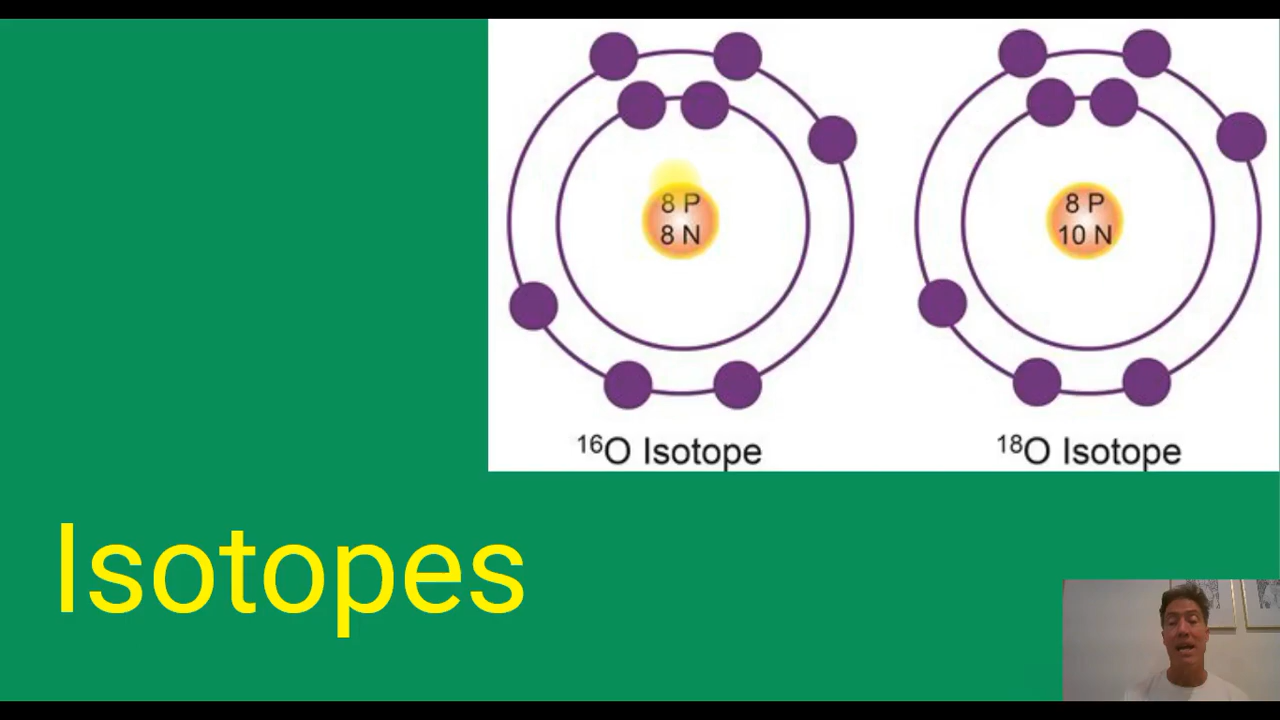 8 P
8 N
8 P
10 N
¹⁶O Isotope
¹⁸O Isotope
Isotopes